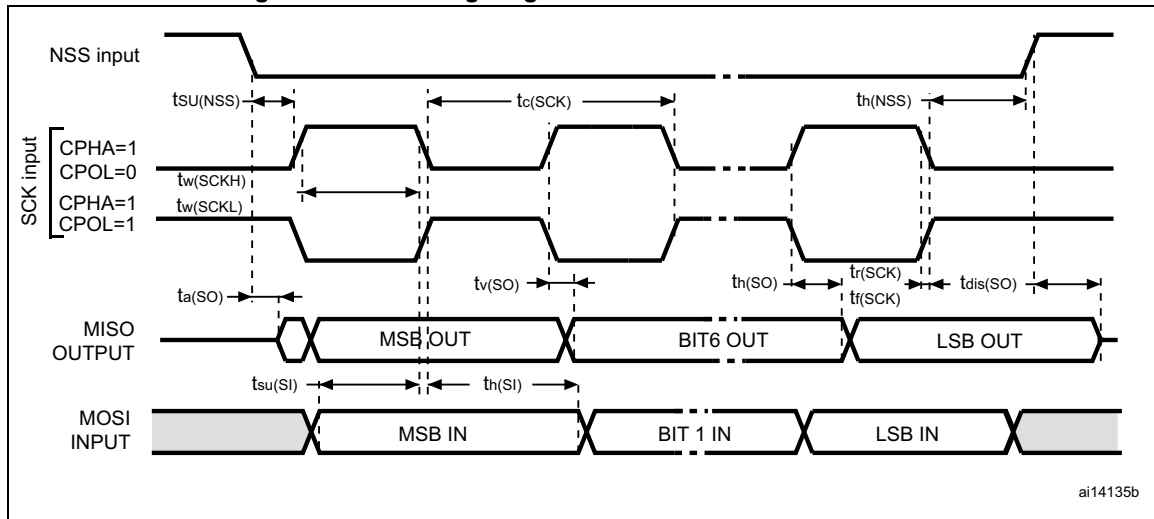 NSS input
tSU(NSS)
tc(SCK)
th(NSS)
SCK input
CPHA=1
CPOL=0
tw(SCKH)
CPHA=1
tw(SCKL)
CPOL=1
ta(SO)
tv(SO)
th(SO)
tr(SCK)
tf(SCK)
tdis(SO)
MISO
OUTPUT
MSB OUT
BIT6 OUT
LSB OUT
tsu(SI)
th(SI)
MOSI
INPUT
MSB IN
BIT 1 IN
LSB IN
ai14135b